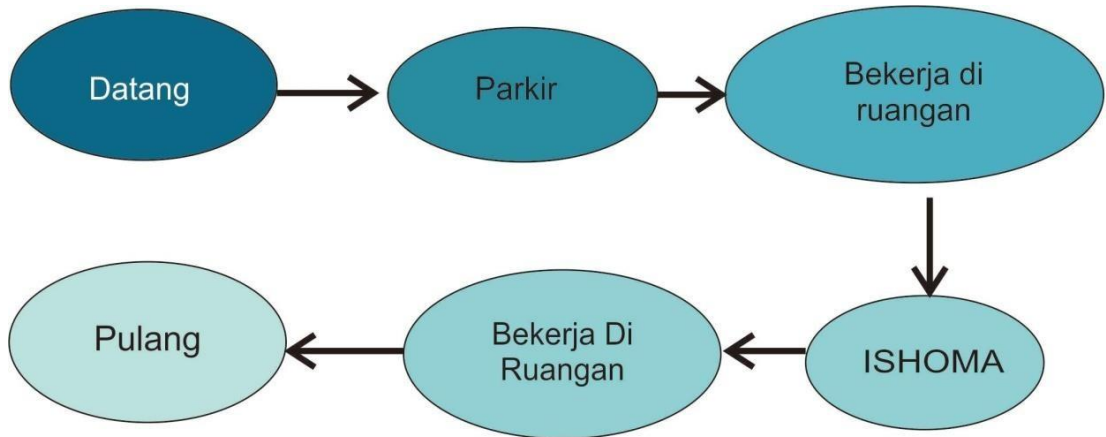 Datang
Parkir
Bekerja di
ruangan
ISHOMA
Bekerja Di
Ruangan
Pulang